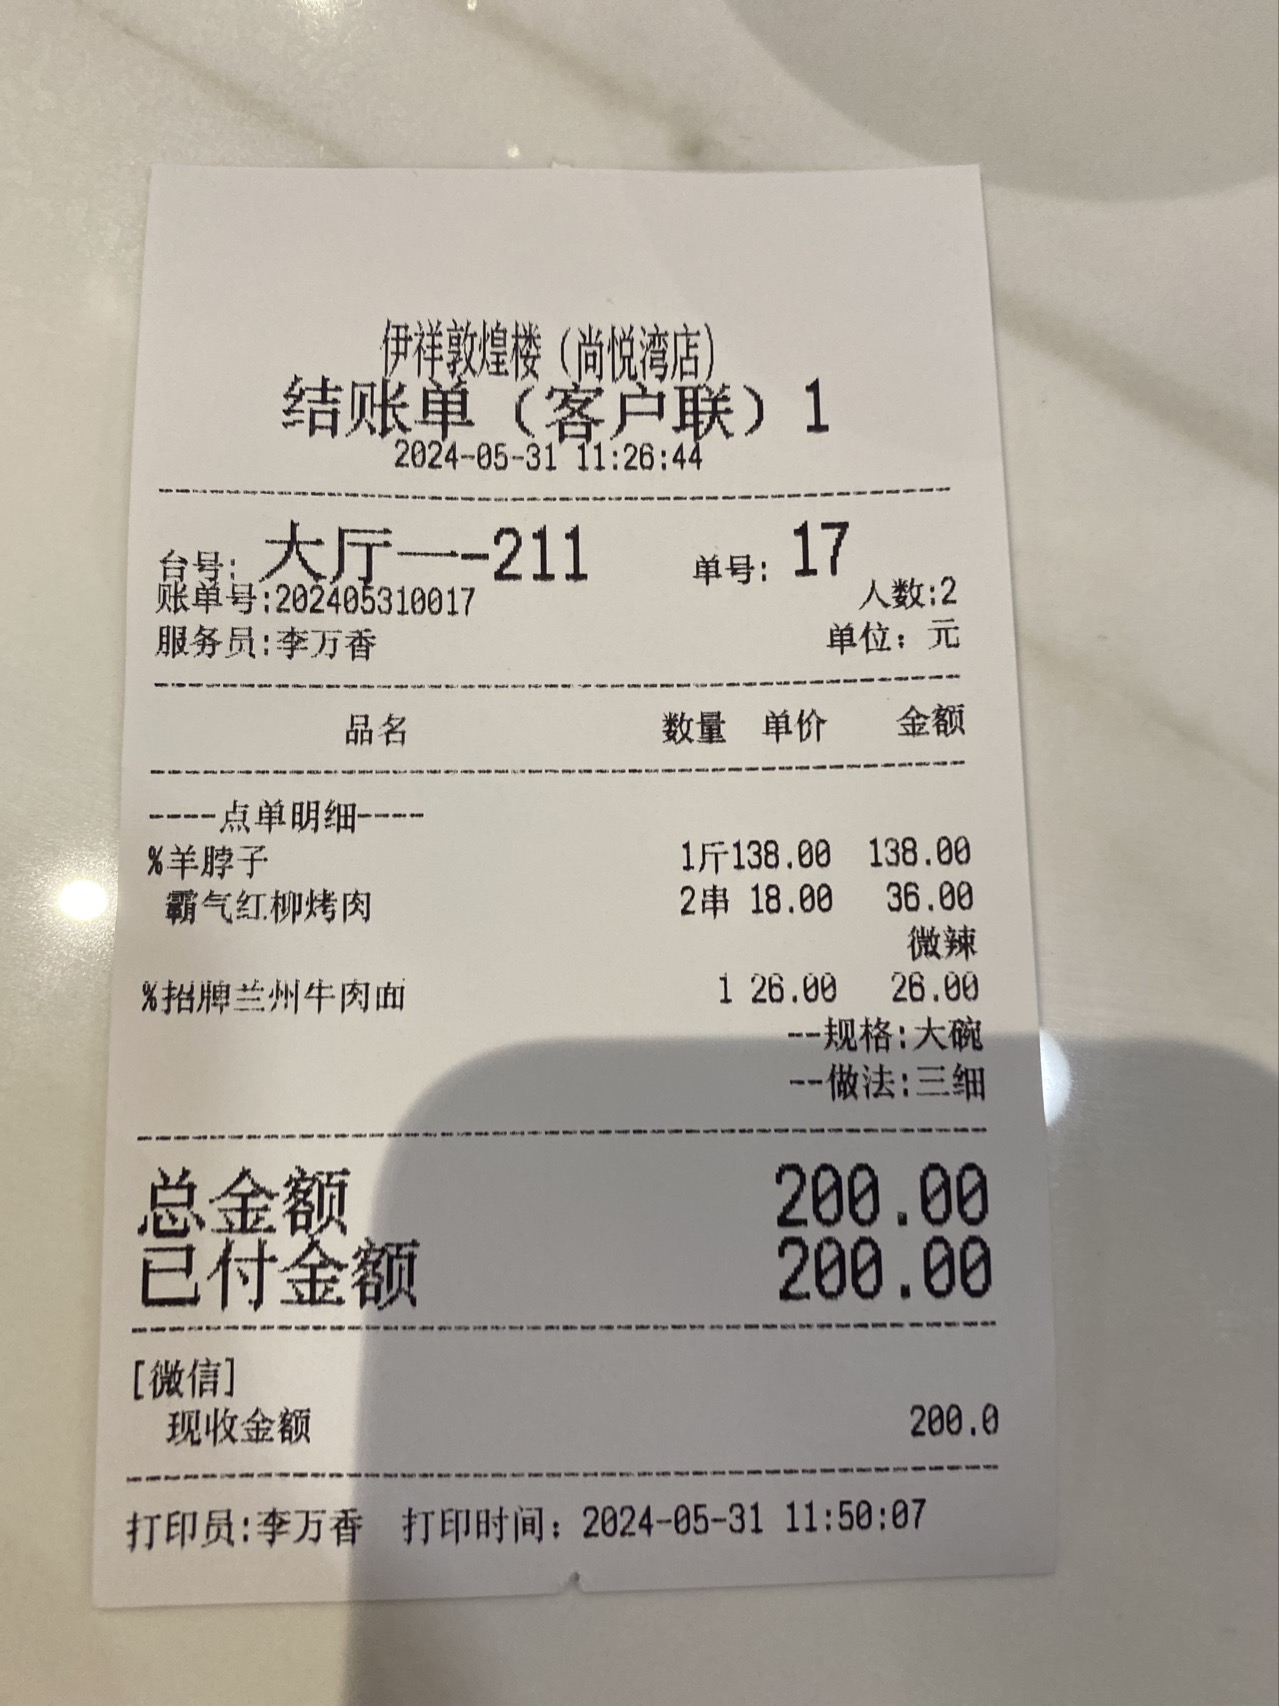 伊祥敦煌楼（尚悦湾店）
结账单（客户联）1
2024-05-31 11:26:44
台号: 大厅一-211 单号: 17
账单号:202405310017 人数:2
服务员:李万香 单位: 元
品名 数量 单价 金额
----点单明细----
%羊脖子 1斤138.00 138.00
霸气红柳烤肉 2串 18.00 36.00
微辣
%招牌兰州牛肉面 1 26.00 26.00
--规格:大碗
--做法:三细
总金额 200.00
已付金额 200.00
[微信]
现收金额 200.0
打印员:李万香 打印时间: 2024-05-31 11:50:07